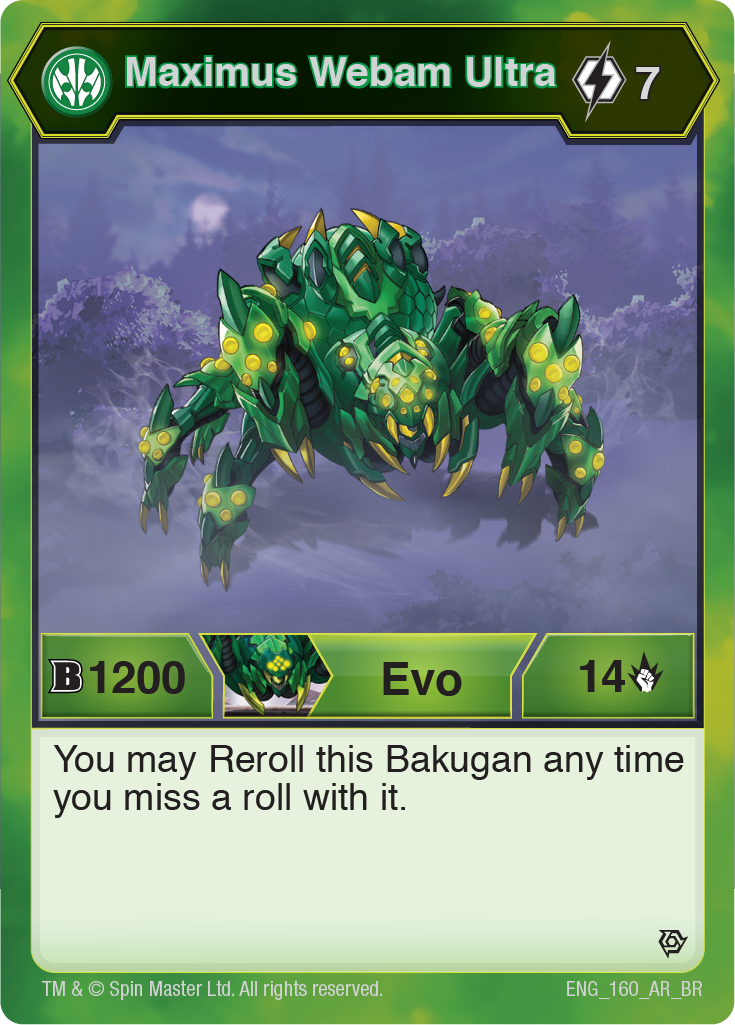 Maximus Webam Ultra 7
B 1200 Evo 14
You may Reroll this Bakugan any time
you miss a roll with it.
TM & © Spin Master Ltd. All rights reserved. ENG_160_AR_BR